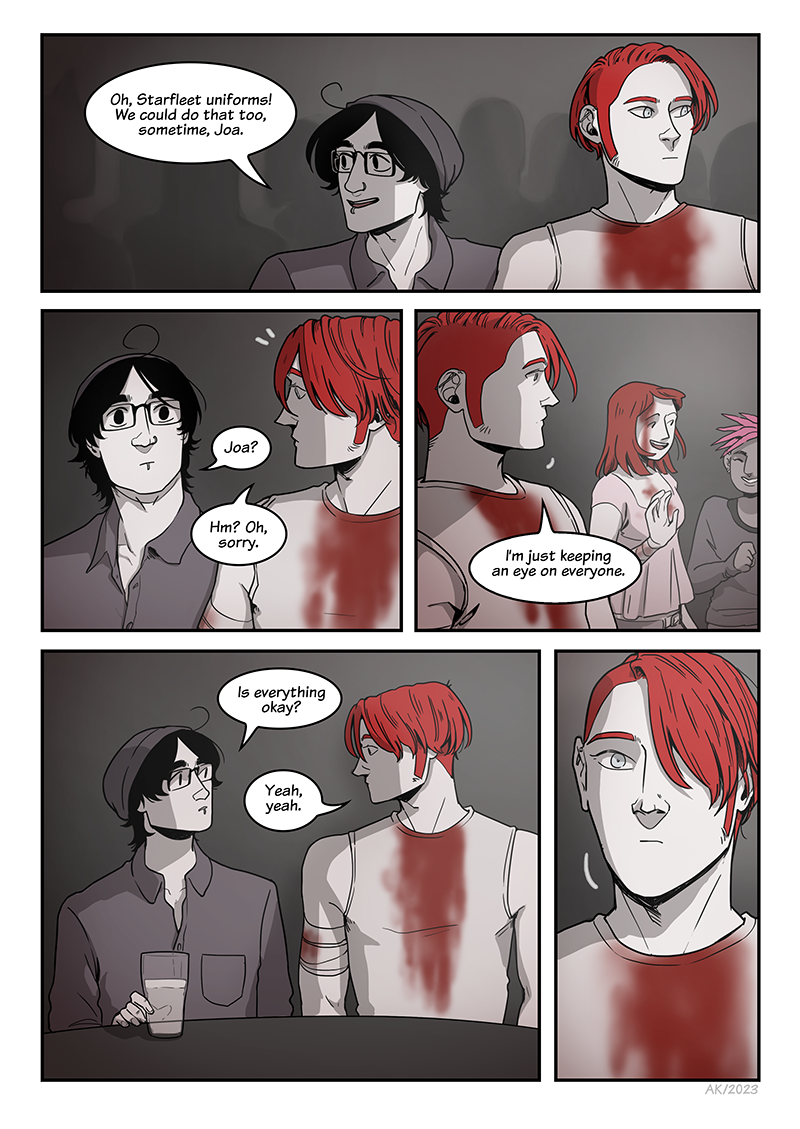 Oh, Starfleet uniforms!
We could do that too,
sometime, Joa.
Joa?
Hm? Oh,
sorry.
I'm just keeping
an eye on everyone.
Is everything
okay?
Yeah,
yeah.
AK/2023